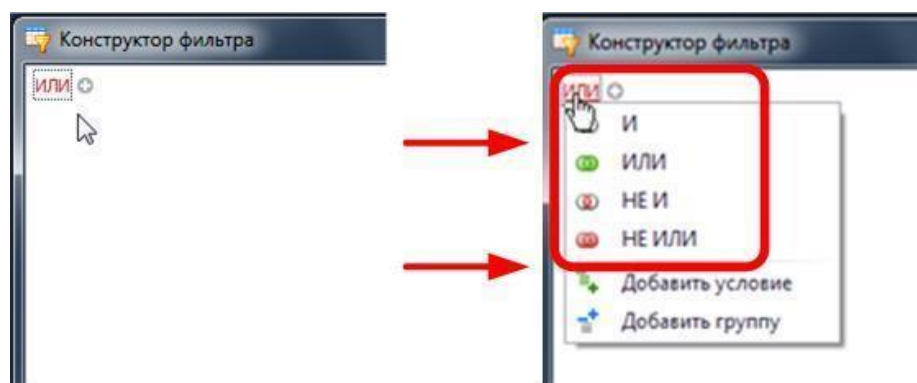 Конструктор фильтра
ИЛИ
Конструктор фильтра
ИЛИ
И
ИЛИ
НЕ И
НЕ ИЛИ
Добавить условие
Добавить группу